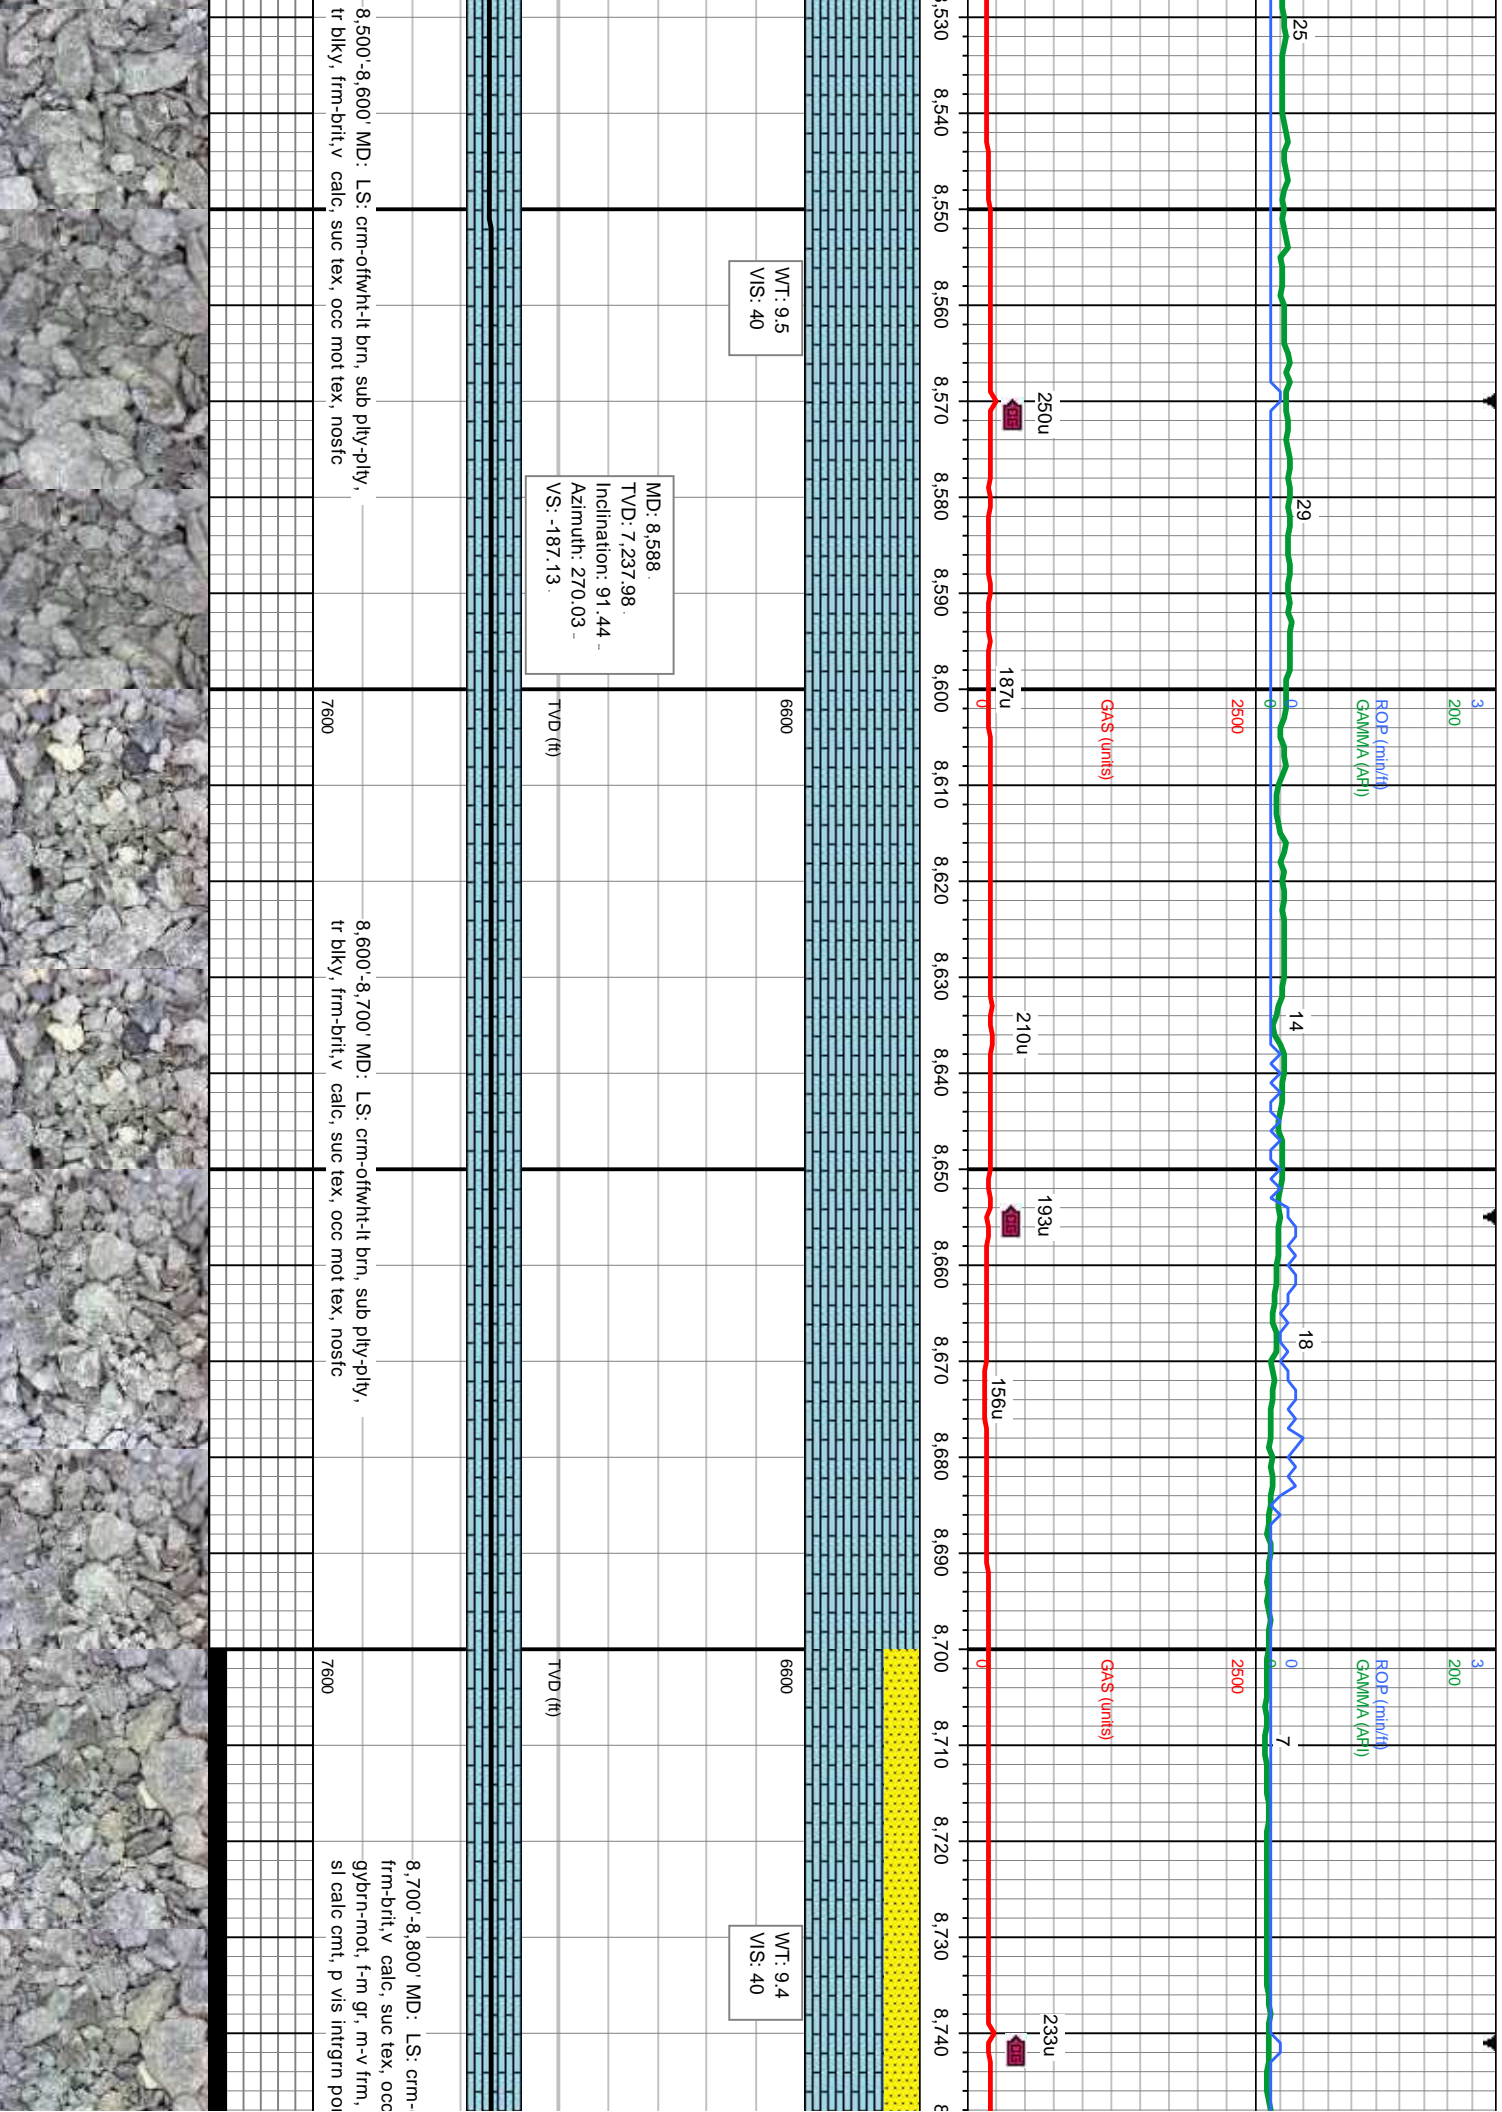 25
29
14
18
7
3
200
ROP (min/ft)
GAMMA (API)
0
0
2500
GAS (units)
0
3
200
ROP (min/ft)
GAMMA (API)
0
0
2500
GAS (units)
0
250u
187u
210u
193u
156u
233u
8,530
8,540
8,550
8,560
8,570
8,580
8,590
8,600
8,610
8,620
8,630
8,640
8,650
8,660
8,670
8,680
8,690
8,700
8,710
8,720
8,730
8,740
WT: 9.5
VIS: 40
WT: 9.4
VIS: 40
MD: 8,588
TVD: 7,237.98
Inclination: 91.44
Azimuth: 270.03
VS: -187.13
6600
TVD (ft)
7600
6600
TVD (ft)
7600
8,500'-8,600' MD: LS: crm-offwht-lt brn, sub plty-plty,
tr blky, frm-brit,v calc, suc tex, occ mot tex, nosfc
8,600'-8,700' MD: LS: crm-offwht-lt brn, sub plty-plty,
tr blky, frm-brit,v calc, suc tex, occ mot tex, nosfc
8,700'-8,800' MD: LS: crm-
frm-brit,v calc, suc tex, occ
gybrn-mot, f-m gr, m-v frm,
sl calc cmt, p vis intrgrn por